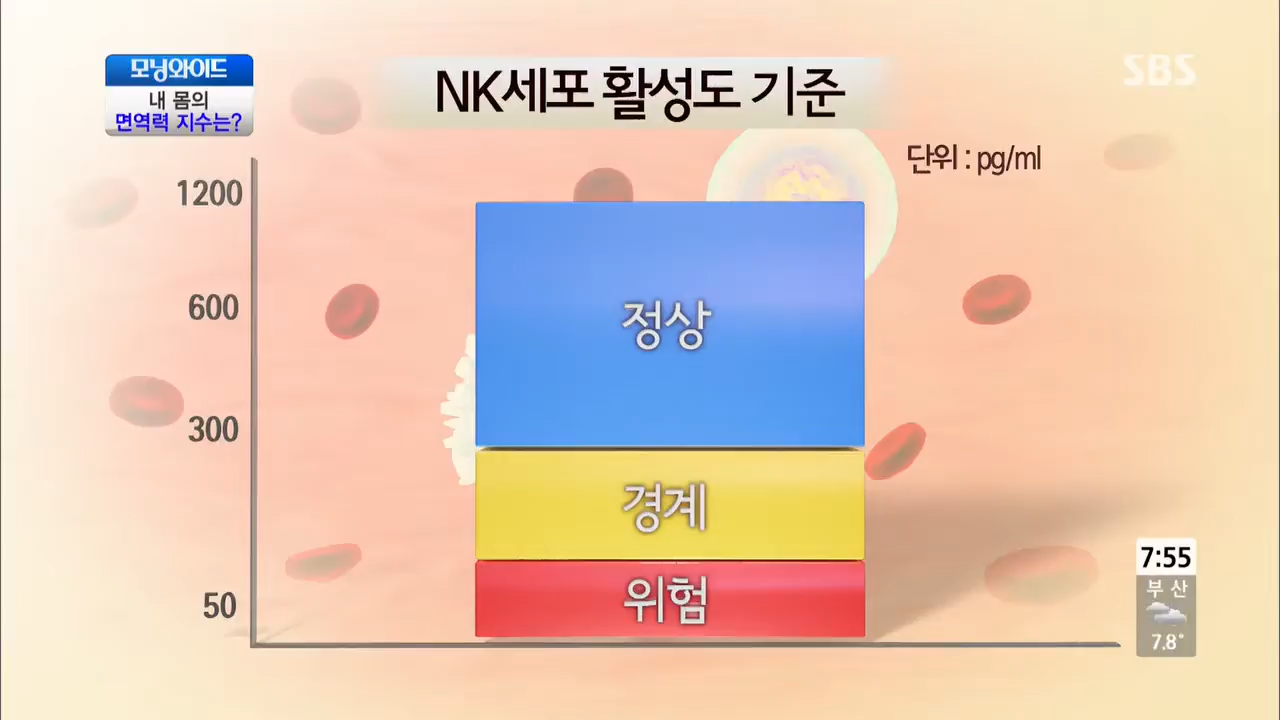 모닝와이드
내 몸의
면역력 지수는?
NK세포 활성도 기준
SBS
단위 : pg/ml
1200
600
300
50
정상
경계
위험
7:55
부산
7.8°